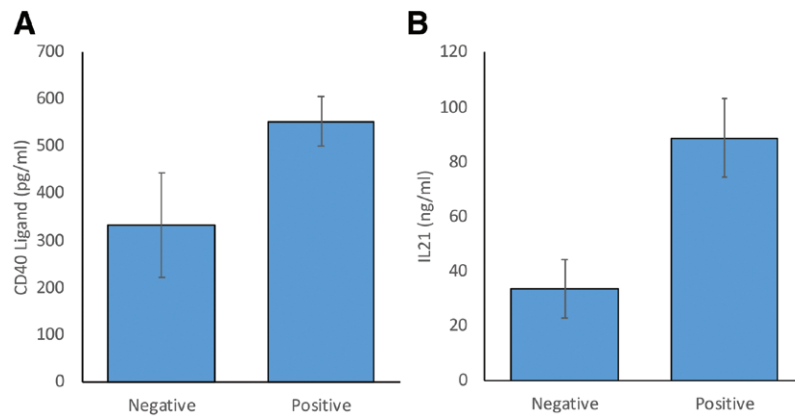 A
700
600
500
400
300
200
100
0
CD40 Ligand (pg/ml)
Negative Positive
B
120
100
80
60
40
20
0
IL21 (ng/ml)
Negative Positive